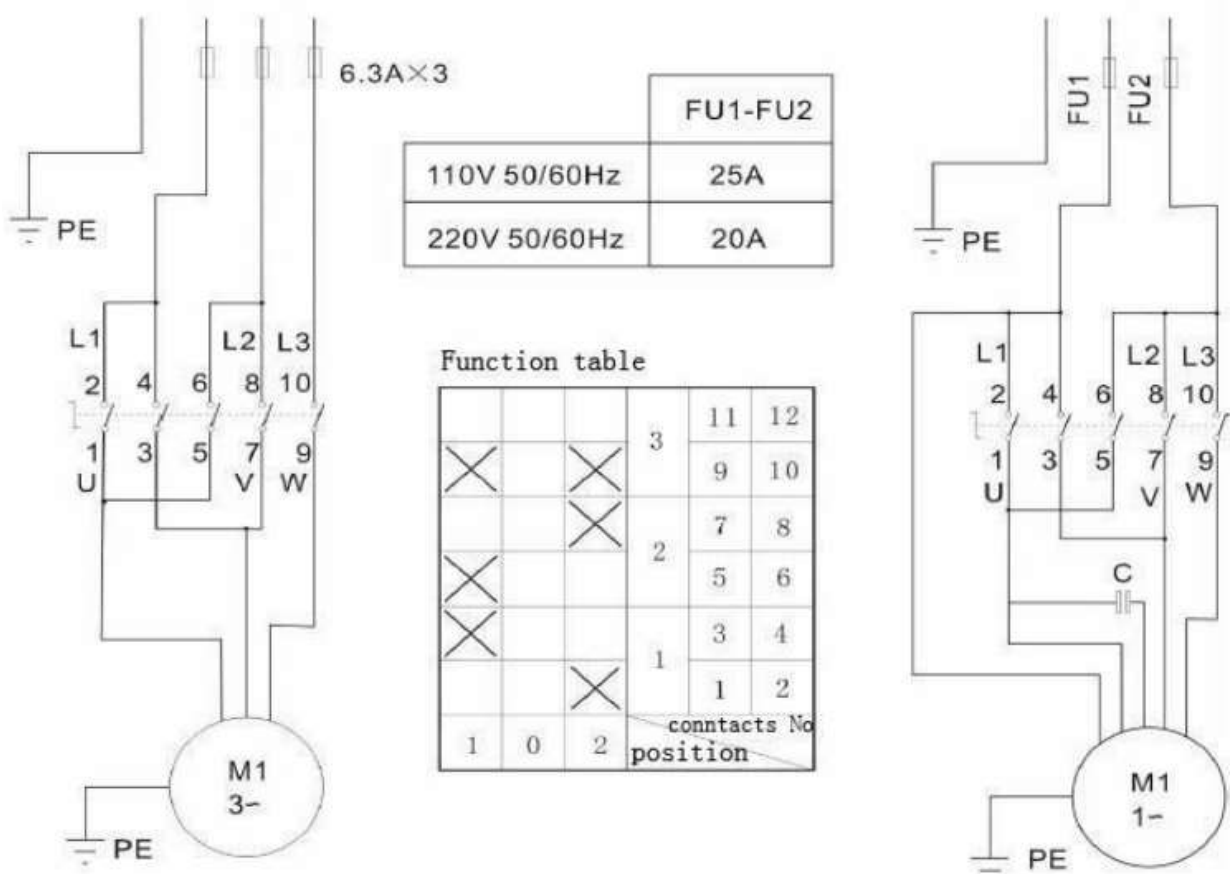 6.3A×3
PE
L1 L2 L3
2 4 6 8 10
1 3 5 7 9
U V W
M1
3~
PE
FU1-FU2
110V 50/60Hz 25A
220V 50/60Hz 20A
Function table
3 11 12
9 10
2 7 8
5 6
1 3 4
1 2
conntacts No
1 0 2 position
FU1 FU2
PE
L1 L2 L3
2 4 6 8 10
1 3 5 7 9
U V W
C
M1
1~
PE